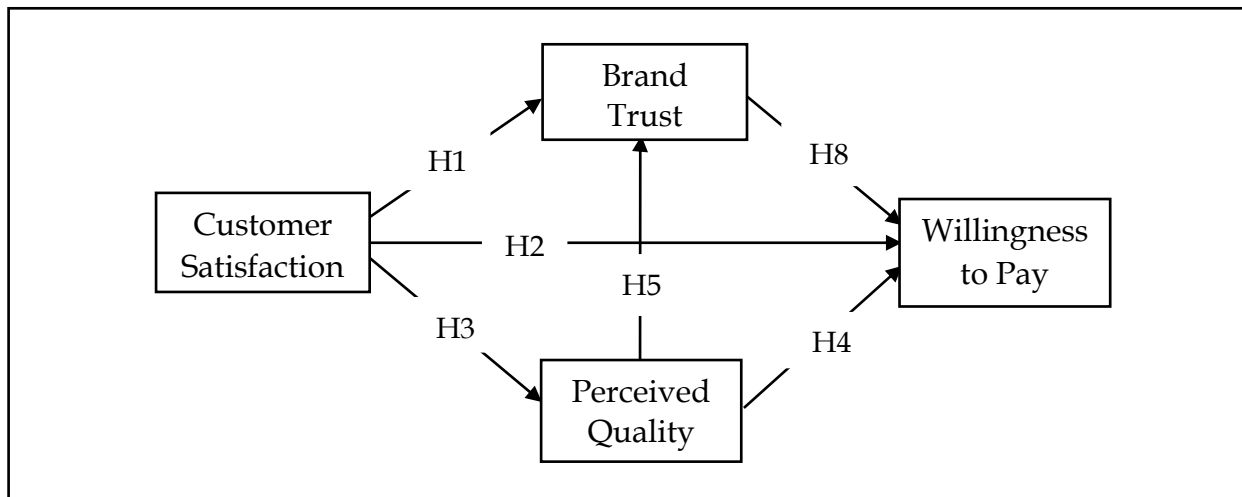 Brand
Trust
H1
H8
Customer
Satisfaction
H2
Willingness
to Pay
H5
H3
H4
Perceived
Quality